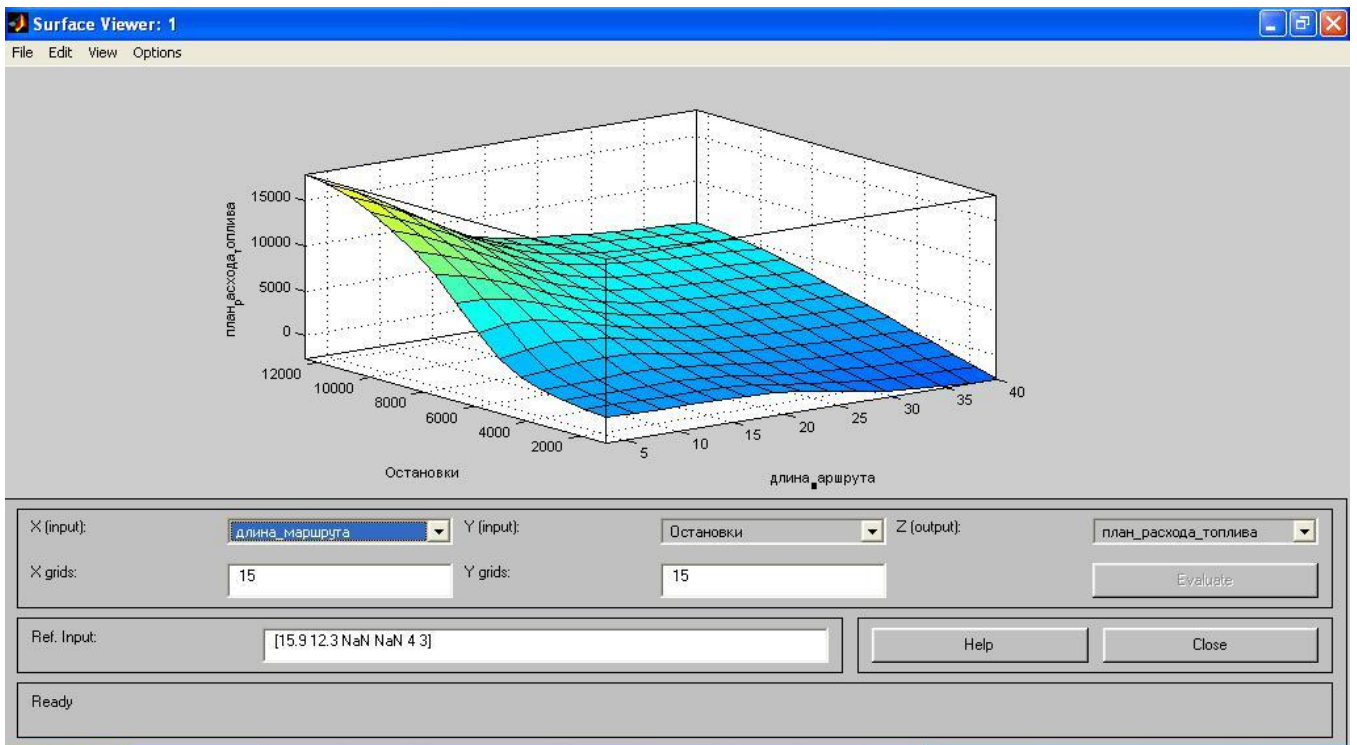 Surface Viewer: 1
File Edit View Options
15000
10000
5000
0
план_расхода_топлива
12000
10000
8000
6000
4000
2000
Остановки
5
10
15
20
25
30
35
40
длина_аршрута
X (input):
длина_маршрута
Y (input):
Остановки
Z (output):
план_расхода_топлива
X grids:
15
Y grids:
15
Evaluate
Ref. Input:
[15.9 12.3 NaN NaN 4 3]
Help
Close
Ready